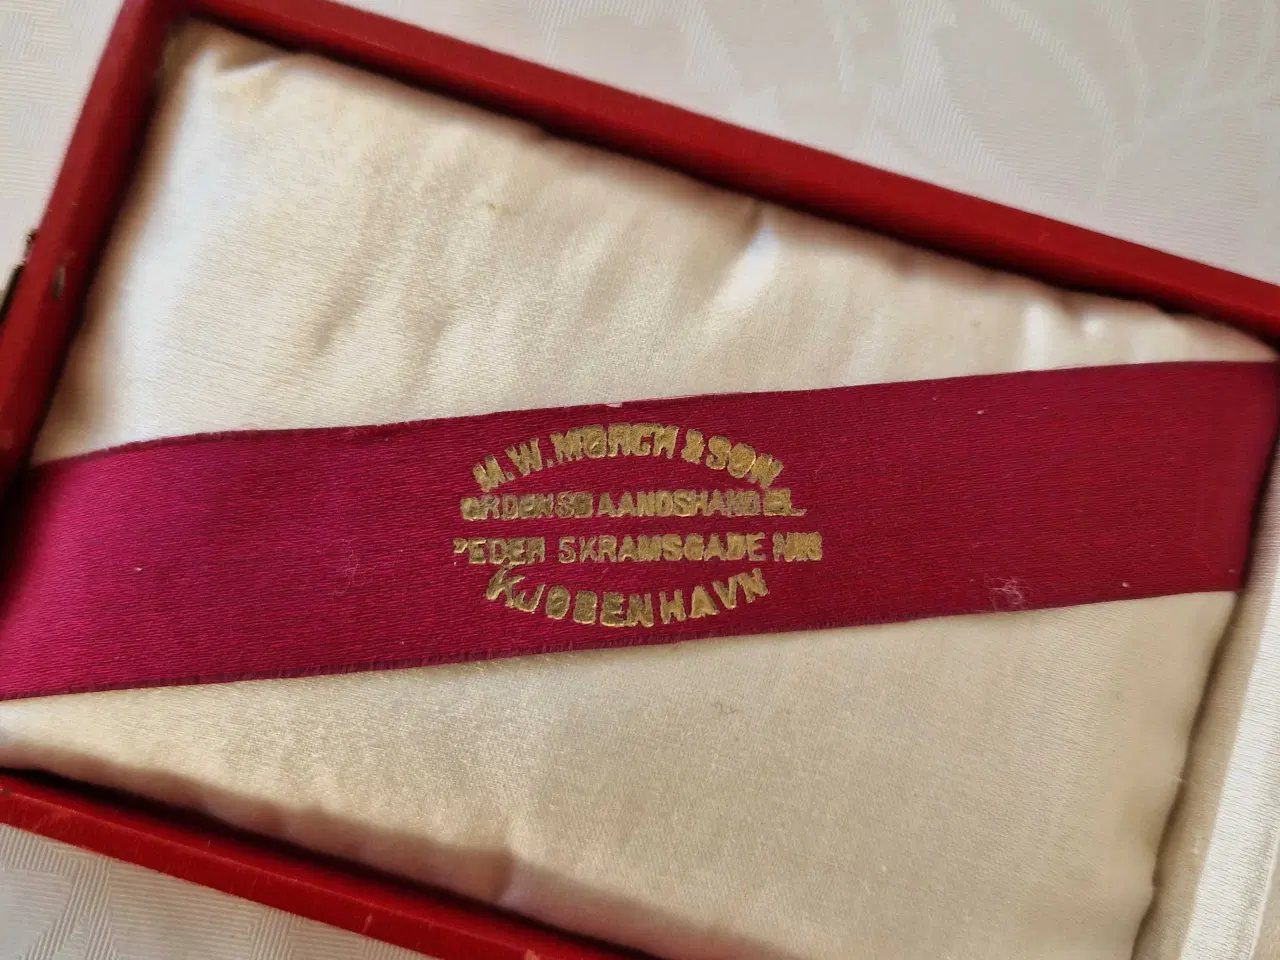 M.W.MØRCH & SØN
ORDENSBAANDSHANDEL
PEDER SKRAMSGADE
KJØBENHAVN